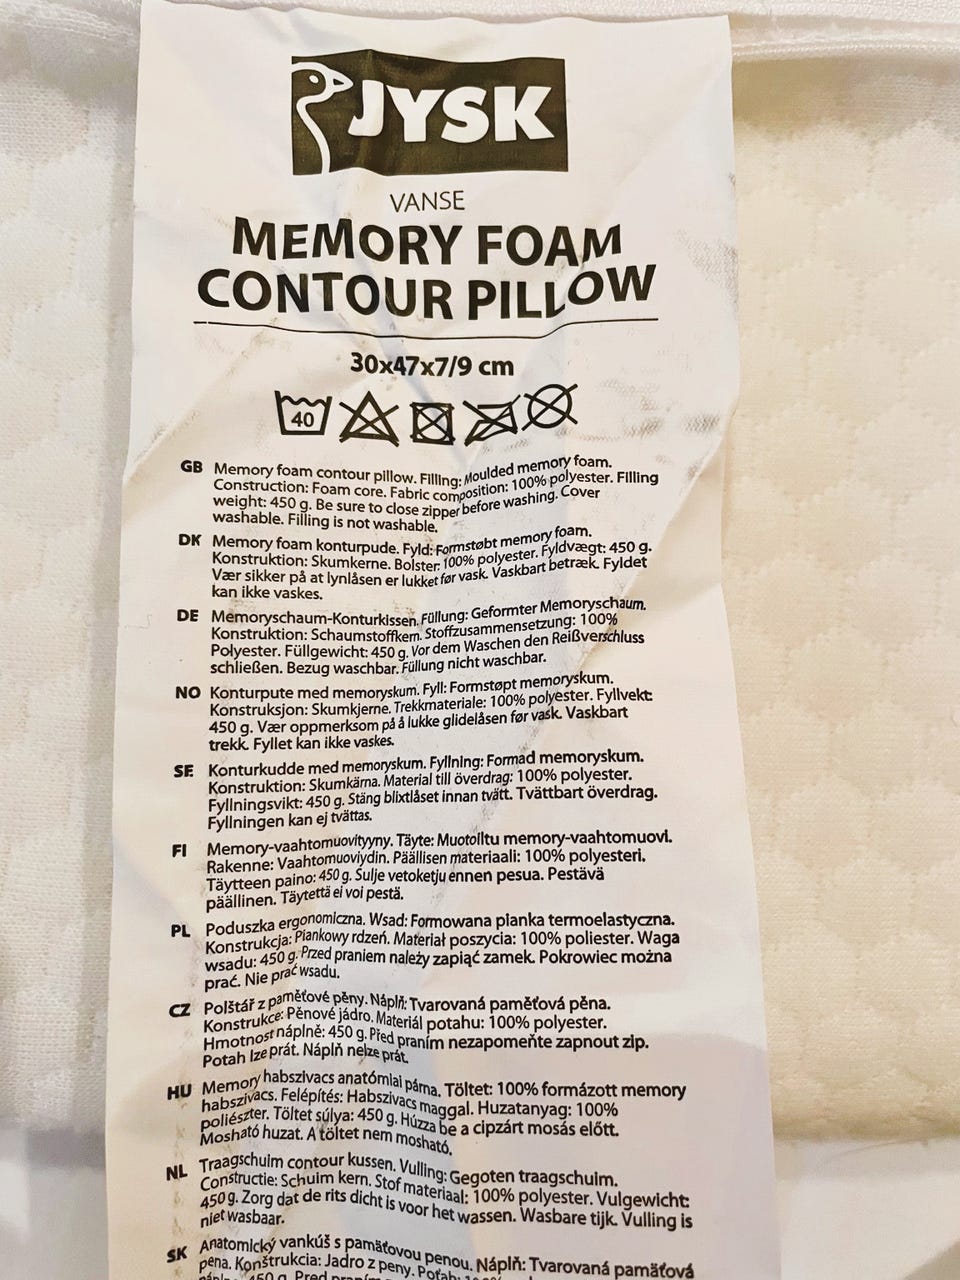 JYSK
VANSE
MEMORY FOAM
CONTOUR PILLOW
30x47x7/9 cm
40
GB Memory foam contour pillow. Filling: Moulded memory foam.
Construction: Foam core. Fabric composition: 100% polyester. Filling
weight: 450 g. Be sure to close zipper before washing. Cover
washable. Filling is not washable.
DK Memory foam konturpude. Fyld: Formstøbt memory foam.
Konstruktion: Skumkerne. Bolster: 100% polyester. Fyldvægt: 450 g.
Vær sikker på at lynlåsen er lukket før vask. Vaskbart betræk. Fyldet
kan ikke vaskes.
DE Memoryschaum-Konturkissen. Füllung: Geformter Memoryschaum.
Konstruktion: Schaumstoffkern. Stoffzusammensetzung: 100%
Polyester. Füllgewicht: 450 g. Vor dem Waschen den Reißverschluss
schließen. Bezug waschbar. Füllung nicht waschbar.
NO Konturpute med memoryskum. Fyll: Formstøpt memoryskum.
Konstruksjon: Skumkjerne. Trekkmateriale: 100% polyester. Fyllvekt:
450 g. Vær oppmerksom på å lukke glidelåsen før vask. Vaskbart
trekk. Fyllet kan ikke vaskes.
SE Konturkudde med memoryskum. Fyllning: Formad memoryskum.
Konstruktion: Skumkärna. Material till överdrag: 100% polyester.
Fyllningsvikt: 450 g. Stäng blixtlåset innan tvätt. Tvättbart överdrag.
Fyllningen kan ej tvättas.
FI Memory-vaahtomuovityyny. Täyte: Muotoiltu memory-vaahtomuovi.
Rakenne: Vaahtomuoviydin. Päällisen materiaali: 100% polyesteri.
Täytteen paino: 450 g. Sulje vetoketju ennen pesua. Pestävä
päällinen. Täytettä ei voi pestä.
PL Poduszka ergonomiczna. Wsad: Formowana pianka termoelastyczna.
Konstrukcja: Piankowy rdzeń. Materiał poszycia: 100% poliester. Waga
wsadu: 450 g. Przed praniem należy zapiąć zamek. Pokrowiec można
prać. Nie prać wsadu.
CZ Polštář z paměťové pěny. Náplň: Tvarovaná paměťová pěna.
Konstrukce: Pěnové jádro. Materiál potahu: 100% polyester.
Hmotnost náplně: 450 g. Před praním nezapomeňte zapnout zip.
Potah lze prát. Náplň nelze prát.
HU Memory habszivacs anatómiai párna. Töltet: 100% formázott memory
habszivacs. Felépítés: Habszivacs maggal. Huzatanyag: 100%
poliészter. Töltet súlya: 450 g. Húzza be a cipzárt mosás előtt.
Mosható huzat. A töltet nem mosható.
NL Traagschuim contour kussen. Vulling: Gegoten traagschuim.
Constructie: Schuim kern. Stof materiaal: 100% polyester. Vulgewicht:
450 g. Zorg dat de rits dicht is voor het wassen. Wasbare tijk. Vulling is
niet wasbaar.
SK Anatomický vankúš s pamäťovou penou. Náplň: Tvarovaná pamäťová
pena. Konštrukcia: Jadro z peny. Poťah:
450 g. Pred